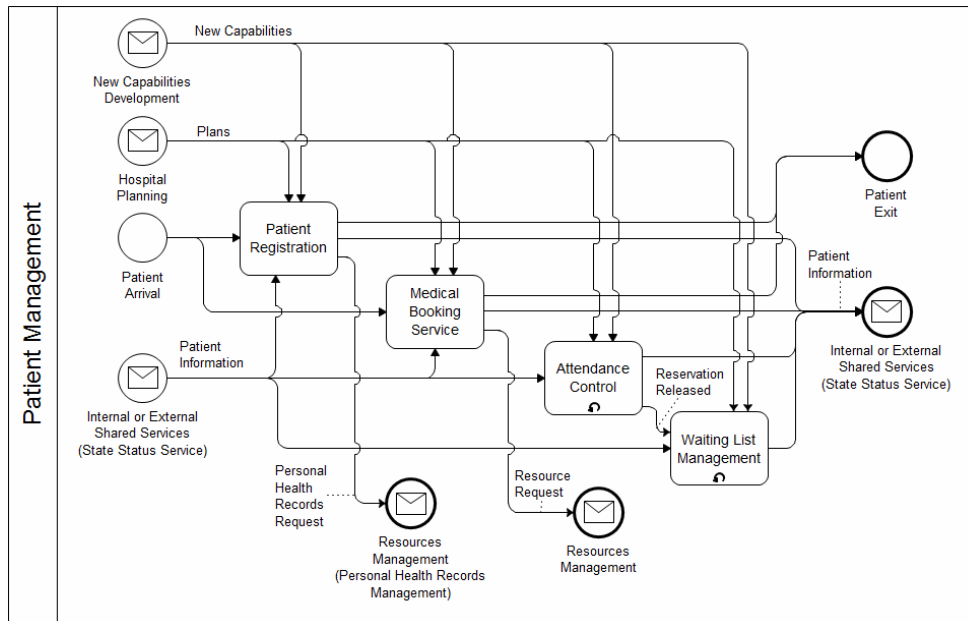 Patient Management
New Capabilities
New Capabilities
Development
Plans
Hospital
Planning
Patient
Exit
Patient
Registration
Patient
Arrival
Patient
Information
Medical
Booking
Service
Internal or External
Shared Services
(State Status Service)
Patient
Information
Attendance
Control
Reservation
Released
Internal or External
Shared Services
(State Status Service)
Waiting List
Management
Personal
Health
Records
Request
Resource
Request
Resources
Management
(Personal Health Records
Management)
Resources
Management